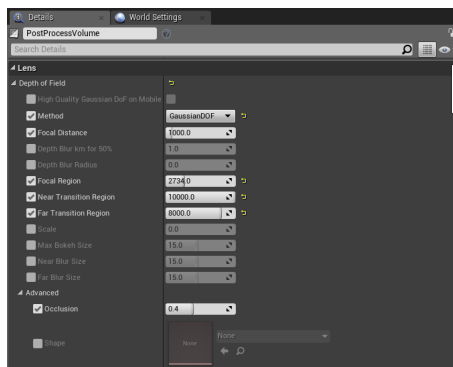 Details
World Settings
PostProcessVolume
Search Details
Lens
Depth of Field
High Quality Gaussian DoF on Mobile
Method GaussianDOF
Focal Distance 1000.0
Depth Blur km for 50% 1.0
Depth Blur Radius 0.0
Focal Region 2734.0
Near Transition Region 10000.0
Far Transition Region 8000.0
Scale 0.0
Max Bokeh Size 15.0
Near Blur Size 15.0
Far Blur Size 15.0
Advanced
Occlusion 0.4
None
Shape None